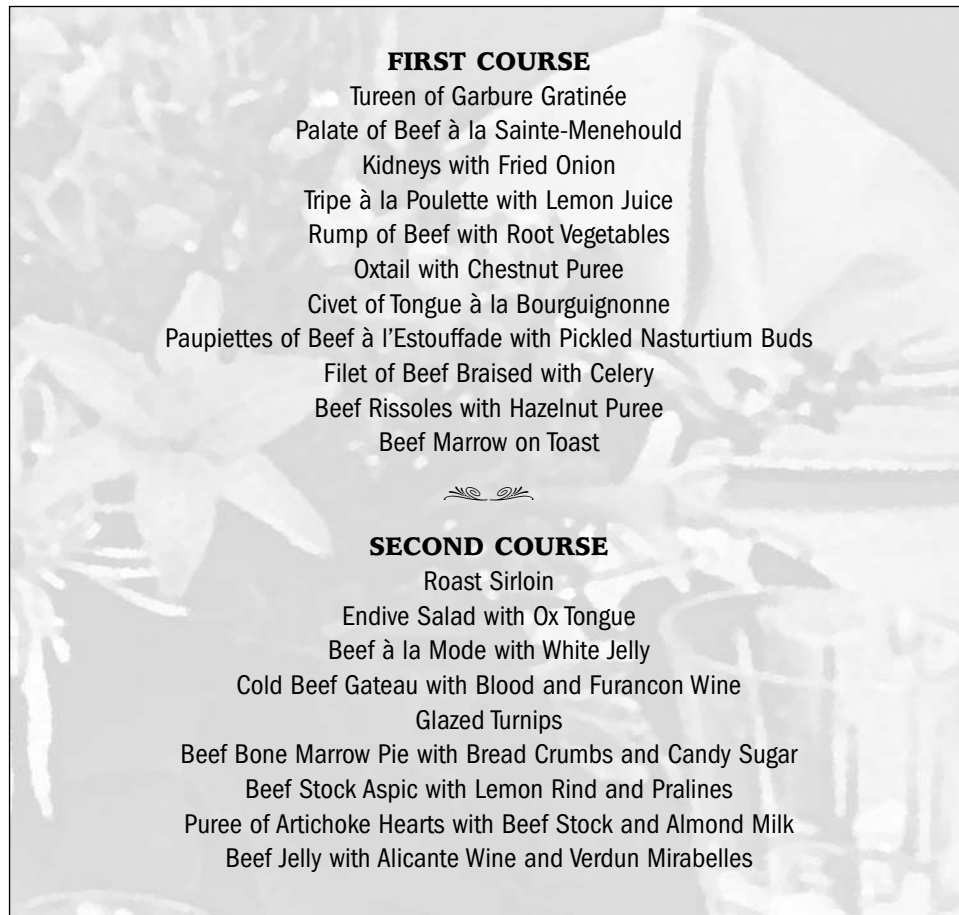 FIRST COURSE
Tureen of Garbure Gratinée
Palate of Beef à la Sainte-Menehould
Kidneys with Fried Onion
Tripe à la Poulette with Lemon Juice
Rump of Beef with Root Vegetables
Oxtail with Chestnut Puree
Civet of Tongue à la Bourguignonne
Paupiettes of Beef à l’Estouffade with Pickled Nasturtium Buds
Filet of Beef Braised with Celery
Beef Rissoles with Hazelnut Puree
Beef Marrow on Toast
SECOND COURSE
Roast Sirloin
Endive Salad with Ox Tongue
Beef à la Mode with White Jelly
Cold Beef Gateau with Blood and Furancon Wine
Glazed Turnips
Beef Bone Marrow Pie with Bread Crumbs and Candy Sugar
Beef Stock Aspic with Lemon Rind and Pralines
Puree of Artichoke Hearts with Beef Stock and Almond Milk
Beef Jelly with Alicante Wine and Verdun Mirabelles